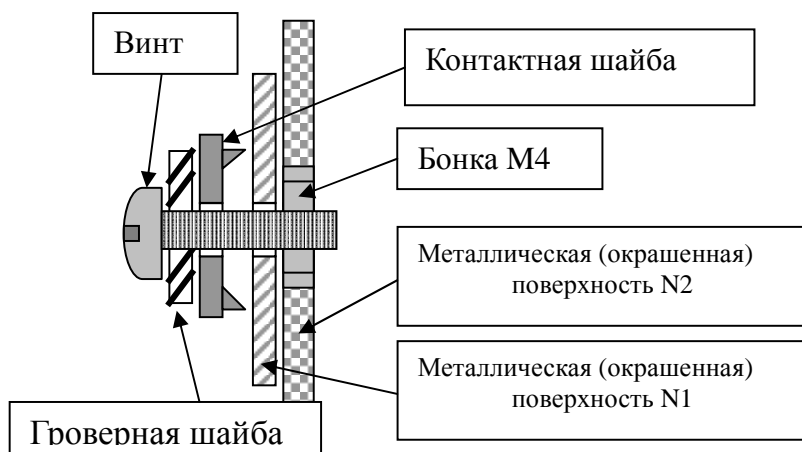 Винт
Контактная шайба
Бонка М4
Металлическая (окрашенная)
поверхность N2
Металлическая (окрашенная)
поверхность N1
Гроверная шайба